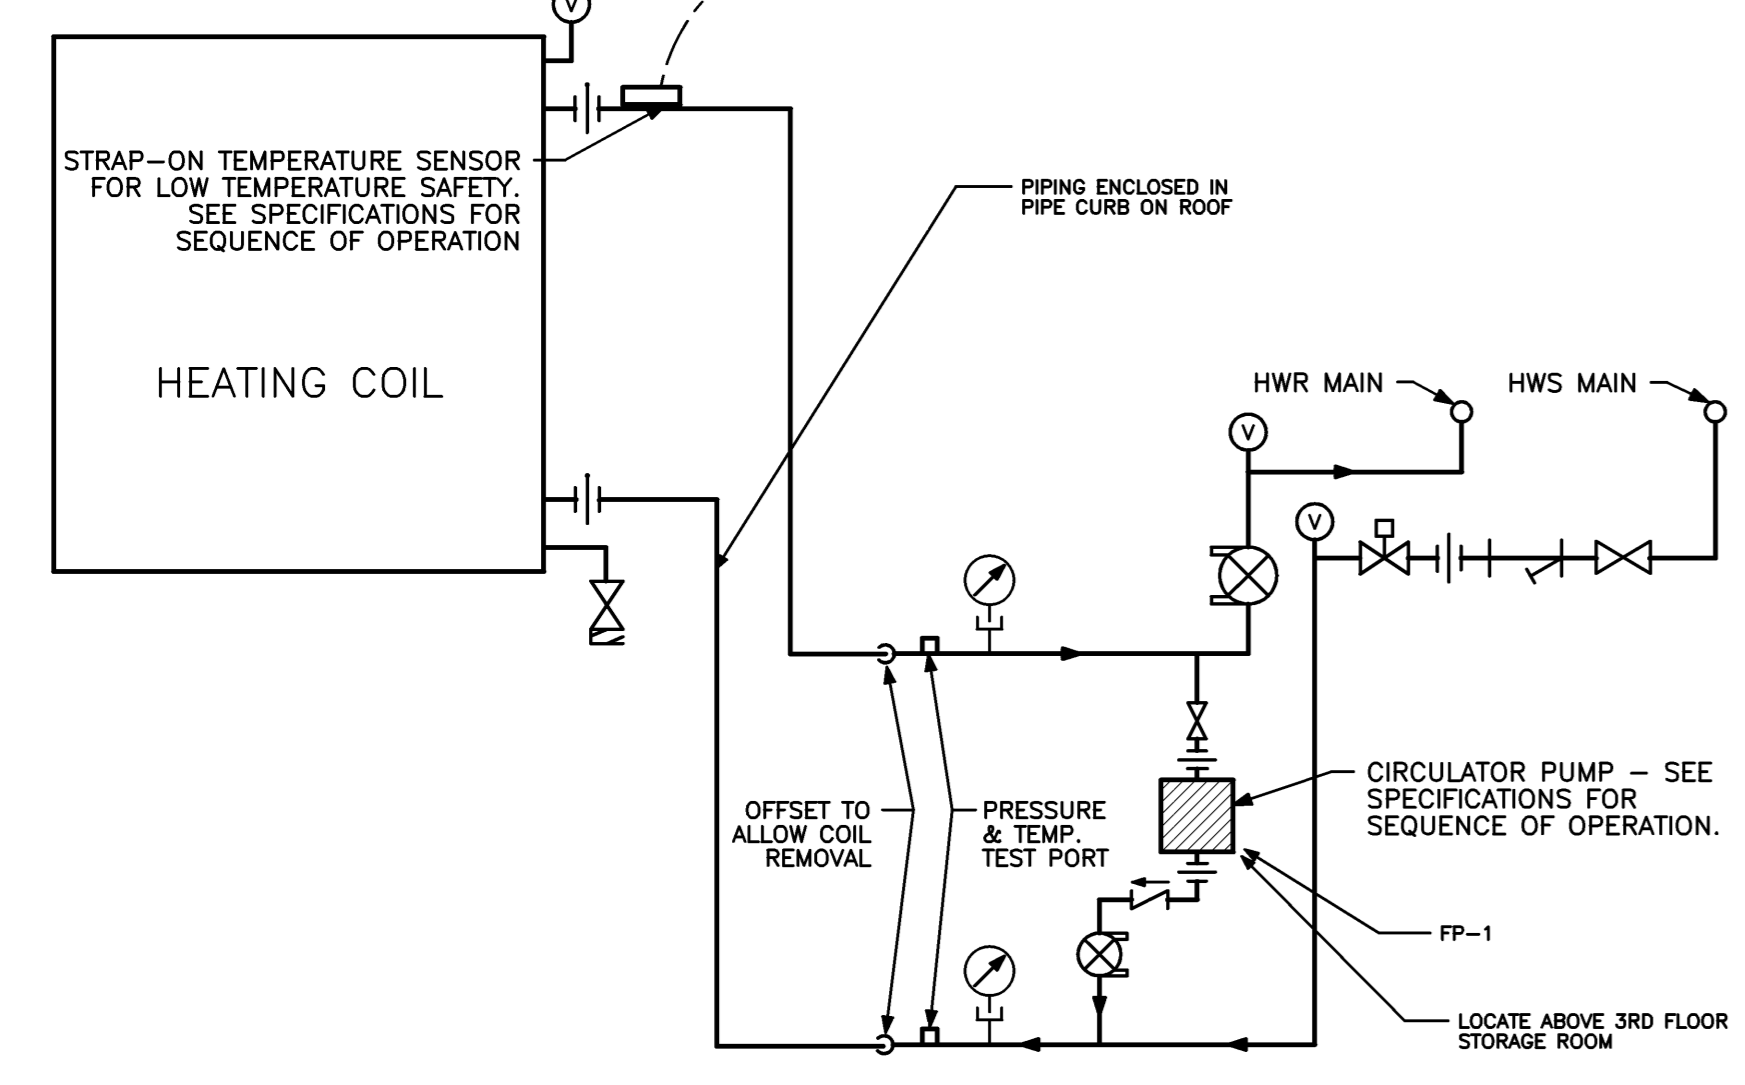 V
STRAP-ON TEMPERATURE SENSOR
FOR LOW TEMPERATURE SAFETY.
SEE SPECIFICATIONS FOR
SEQUENCE OF OPERATION
PIPING ENCLOSED IN
PIPE CURB ON ROOF
HEATING COIL
HWR MAIN
HWS MAIN
V
V
CIRCULATOR PUMP - SEE
SPECIFICATIONS FOR
SEQUENCE OF OPERATION.
OFFSET TO
ALLOW COIL
REMOVAL
PRESSURE
& TEMP.
TEST PORT
FP-1
LOCATE ABOVE 3RD FLOOR
STORAGE ROOM